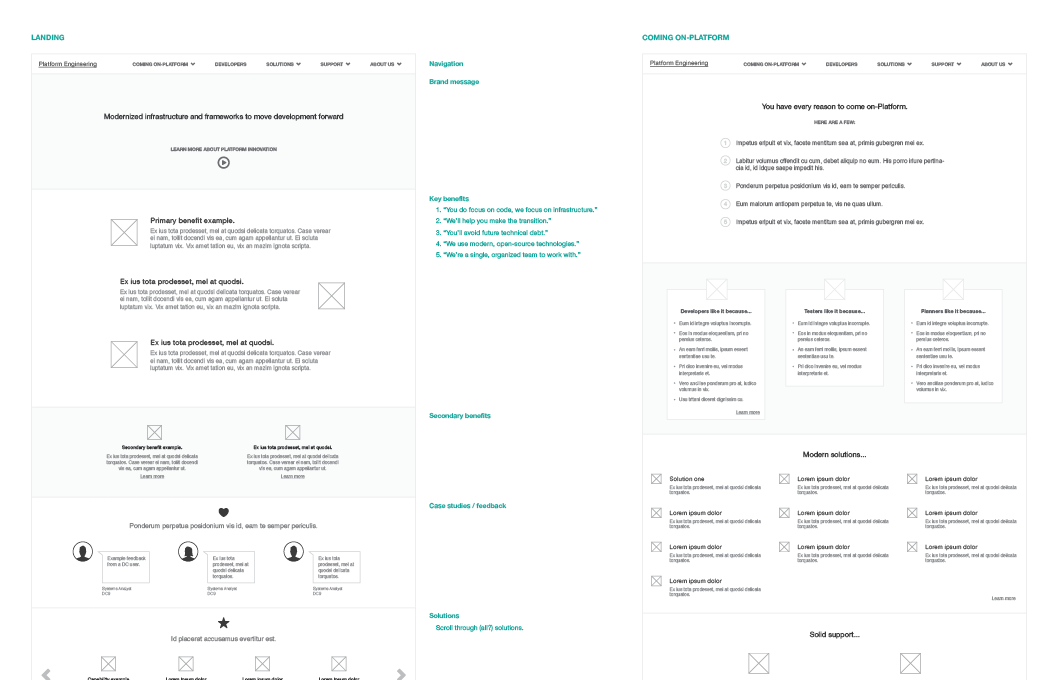 LANDING
Platform Engineering
COMING ON-PLATFORM
DEVELOPERS
SOLUTIONS
SUPPORT
ABOUT US
Modernized infrastructure and frameworks to move development forward
LEARN MORE ABOUT PLATFORM INNOVATION
Primary benefit example.
Ex ius tota prodesset, mel at quodsi delicata torquatos. Case verear
ei nam, tollit docendi vis ea, cum agam appellantur ut. Ei soluta
luptatum vix. Vix amet tation eu, vix an mazim ignota scripta.
Ex ius tota prodesset, mel at quodsi.
Ex ius tota prodesset, mel at quodsi delicata torquatos. Case verear
ei nam, tollit docendi vis ea, cum agam appellantur ut. Ei soluta
luptatum vix. Vix amet tation eu, vix an mazim ignota scripta.
Ex ius tota prodesset, mel at quodsi.
Ex ius tota prodesset, mel at quodsi delicata torquatos. Case verear
ei nam, tollit docendi vis ea, cum agam appellantur ut. Ei soluta
luptatum vix. Vix amet tation eu, vix an mazim ignota scripta.
Secondary benefit example.
Ex ius tota prodesset, mel at quodsi delicata
torquatos. Case verear ei nam, tollit docendi
vis ea, cum agam appellantur ut.
Learn more
Ex ius tota prodesset, mel at quodsi.
Ex ius tota prodesset, mel at quodsi delicata
torquatos. Case verear ei nam, tollit docendi
vis ea, cum agam appellantur ut.
Learn more
Ponderum perpetua posidonium vis id, eam te semper periculis.
Example feedback
from a DC user.
Systems Analyst
DC9
Ex ius tota
prodesset, mel at
quodsi delicata
torquatos.
Systems Analyst
DC9
Ex ius tota
prodesset, mel at
quodsi delicata
torquatos.
Systems Analyst
DC9
Id placerat accusamus evertitur est.
Capability example
Lorem ipsum dolor
Lorem ipsum dolor
Lorem ipsum dolor
Navigation
Brand message
Key benefits
1. “You do focus on code, we focus on infrastructure.”
2. “We’ll help you make the transition.”
3. “You’ll avoid future technical debt.”
4. “We use modern, open-source technologies.”
5. “We’re a single, organized team to work with.”
Secondary benefits
Case studies / feedback
Solutions
Scroll through (all?) solutions.
COMING ON-PLATFORM
Platform Engineering
COMING ON-PLATFORM
DEVELOPERS
SOLUTIONS
SUPPORT
ABOUT US
You have every reason to come on-Platform.
HERE ARE A FEW:
1 Impetus eripuit et vix, faoste mentitum sea at, primis gubergren mei ex.
2 Labitur volumus offendit cu cum, debet aliquip no eum. His porro iriure pertina-
cia id, id idque saepe impedit his.
3 Ponderum perpetua posidonium vis id, eam te semper periculis.
4 Eum malorum antiopam perpetua te, vis ne quas ullum.
5 Impetus eripuit et vix, faoste mentitum sea at, primis gubergren mei ex.
Developers like it because...
• Eam id integre voluptua incorrupte.
• Eos in modus eloquentiam, pri no
persius ceteros.
• An eam ferri mollis, ipsum essent
sententiae usu te.
• Pri dico invenire eu, vel modus
interpretaris et.
• Vero ancillae ponderum pro at, iudico
volumus in vix.
• Usu tritani diceret dignissim cu.
Learn more
Testers like it because...
• Eam id integre voluptua incorrupte.
• Eos in modus eloquentiam, pri no
persius ceteros.
• An eam ferri mollis, ipsum essent
sententiae usu te.
• Pri dico invenire eu, vel modus
interpretaris et.
Planners like it because...
• Eam id integre voluptua incorrupte.
• Eos in modus eloquentiam, pri no
persius ceteros.
• An eam ferri mollis, ipsum essent
sententiae usu te.
• Pri dico invenire eu, vel modus
interpretaris et.
• Vero ancillae ponderum pro at, iudico
volumus in vix.
Modern solutions...
Solution one
Ex ius tota prodesset, mel at quodsi delicata
torquatos.
Lorem ipsum dolor
Ex ius tota prodesset, mel at quodsi delicata
torquatos.
Lorem ipsum dolor
Ex ius tota prodesset, mel at quodsi delicata
torquatos.
Lorem ipsum dolor
Ex ius tota prodesset, mel at quodsi delicata
torquatos.
Lorem ipsum dolor
Ex ius tota prodesset, mel at quodsi delicata
torquatos.
Lorem ipsum dolor
Ex ius tota prodesset, mel at quodsi delicata
torquatos.
Lorem ipsum dolor
Ex ius tota prodesset, mel at quodsi delicata
torquatos.
Lorem ipsum dolor
Ex ius tota prodesset, mel at quodsi delicata
torquatos.
Lorem ipsum dolor
Ex ius tota prodesset, mel at quodsi delicata
torquatos.
Lorem ipsum dolor
Ex ius tota prodesset, mel at quodsi delicata
torquatos.
Learn more
Solid support...